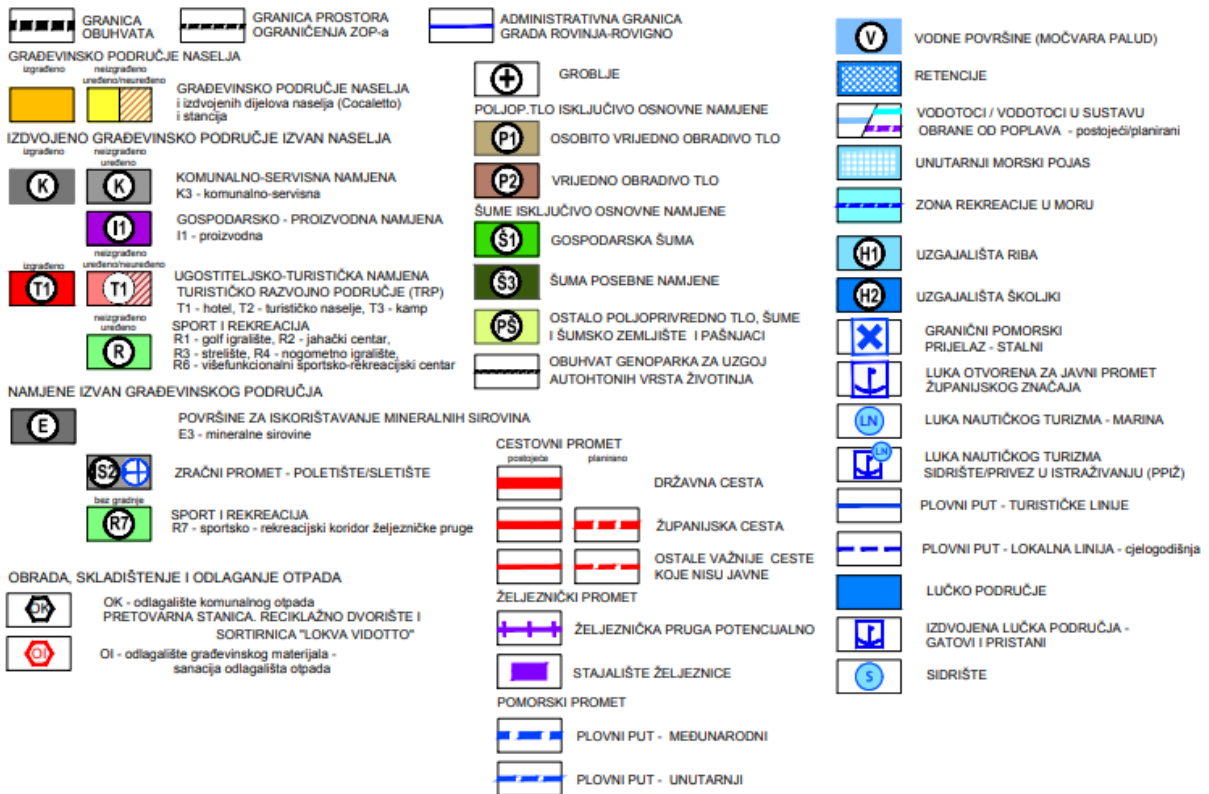 GRANICA
OBUHVATA
GRANICA PROSTORA
OGRANIČENJA ZOP-a
ADMINISTRATIVNA GRANICA
GRADA ROVINJA-ROVIGNO
GRAĐEVINSKO PODRUČJE NASELJA
izgrađeno
neizgrađeno
uređeno/neuređeno
GRAĐEVINSKO PODRUČJE NASELJA
i izdvojenih dijelova naselja (Cocaletto)
i stancija
IZDVOJENO GRAĐEVINSKO PODRUČJE IZVAN NASELJA
izgrađeno
neizgrađeno
uređeno
K
K
KOMUNALNO-SERVISNA NAMJENA
K3 - komunalno-servisna
I1
GOSPODARSKO - PROIZVODNA NAMJENA
I1 - proizvodna
izgrađeno
neizgrađeno
uređeno/neuređeno
T1
T1
UGOSTITELJSKO-TURISTIČKA NAMJENA
TURISTIČKO RAZVOJNO PODRUČJE (TRP)
T1 - hotel, T2 - turističko naselje, T3 - kamp
neizgrađeno
uređeno
R
SPORT I REKREACIJA
R1 - golf igralište, R2 - jahački centar,
R3 - strelište, R4 - nogometno igralište,
R6 - višefunkcionalni sportsko-rekreacijski centar
NAMJENE IZVAN GRAĐEVINSKOG PODRUČJA
E
POVRŠINE ZA ISKORIŠTAVANJE MINERALNIH SIROVINA
E3 - mineralne sirovine
IS2
ZRAČNI PROMET - POLETIŠTE/SLETIŠTE
bez gradnje
R7
SPORT I REKREACIJA
R7 - sportsko - rekreacijski koridor željezničke pruge
OBRADA, SKLADIŠTENJE I ODLAGANJE OTPADA
OK
OK - odlagalište komunalnog otpada
PRETOVARNA STANICA. RECIKLAŽNO DVORIŠTE I
SORTIRNICA "LOKVA VIDOTTO"
OI
OI - odlagalište građevinskog materijala -
sanacija odlagališta otpada
GROBLJE
POLJOP.TLO ISKLJUČIVO OSNOVNE NAMJENE
P1
OSOBITO VRIJEDNO OBRADIVO TLO
P2
VRIJEDNO OBRADIVO TLO
ŠUME ISKLJUČIVO OSNOVNE NAMJENE
Š1
GOSPODARSKA ŠUMA
Š3
ŠUMA POSEBNE NAMJENE
PŠ
OSTALO POLJOPRIVREDNO TLO, ŠUME
I ŠUMSKO ZEMLJIŠTE I PAŠNJACI
OBUHVAT GENOPARKA ZA UZGOJ
AUTOHTONIH VRSTA ŽIVOTINJA
CESTOVNI PROMET
postojeće
planirano
DRŽAVNA CESTA
ŽUPANIJSKA CESTA
OSTALE VAŽNIJE CESTE
KOJE NISU JAVNE
ŽELJEZNIČKI PROMET
ŽELJEZNIČKA PRUGA POTENCIJALNO
STAJALIŠTE ŽELJEZNICE
POMORSKI PROMET
PLOVNI PUT - MEĐUNARODNI
PLOVNI PUT - UNUTARNJI
V
VODNE POVRŠINE (MOČVARA PALUD)
RETENCIJE
VODOTOCI / VODOTOCI U SUSTAVU
OBRANE OD POPLAVA - postojeći/planirani
UNUTARNJI MORSKI POJAS
ZONA REKREACIJE U MORU
H1
UZGAJALIŠTA RIBA
H2
UZGAJALIŠTA ŠKOLJKI
GRANIČNI POMORSKI
PRIJELAZ - STALNI
LUKA OTVORENA ZA JAVNI PROMET
ŽUPANIJSKOG ZNAČAJA
LN
LUKA NAUTIČKOG TURIZMA - MARINA
LN
LUKA NAUTIČKOG TURIZMA
SIDRIŠTE/PRIVEZ U ISTRAŽIVANJU (PPIŽ)
PLOVNI PUT - TURISTIČKE LINIJE
PLOVNI PUT - LOKALNA LINIJA - cjelogodišnja
LUČKO PODRUČJE
IZDVOJENA LUČKA PODRUČJA -
GATOVI I PRISTANI
S
SIDRIŠTE